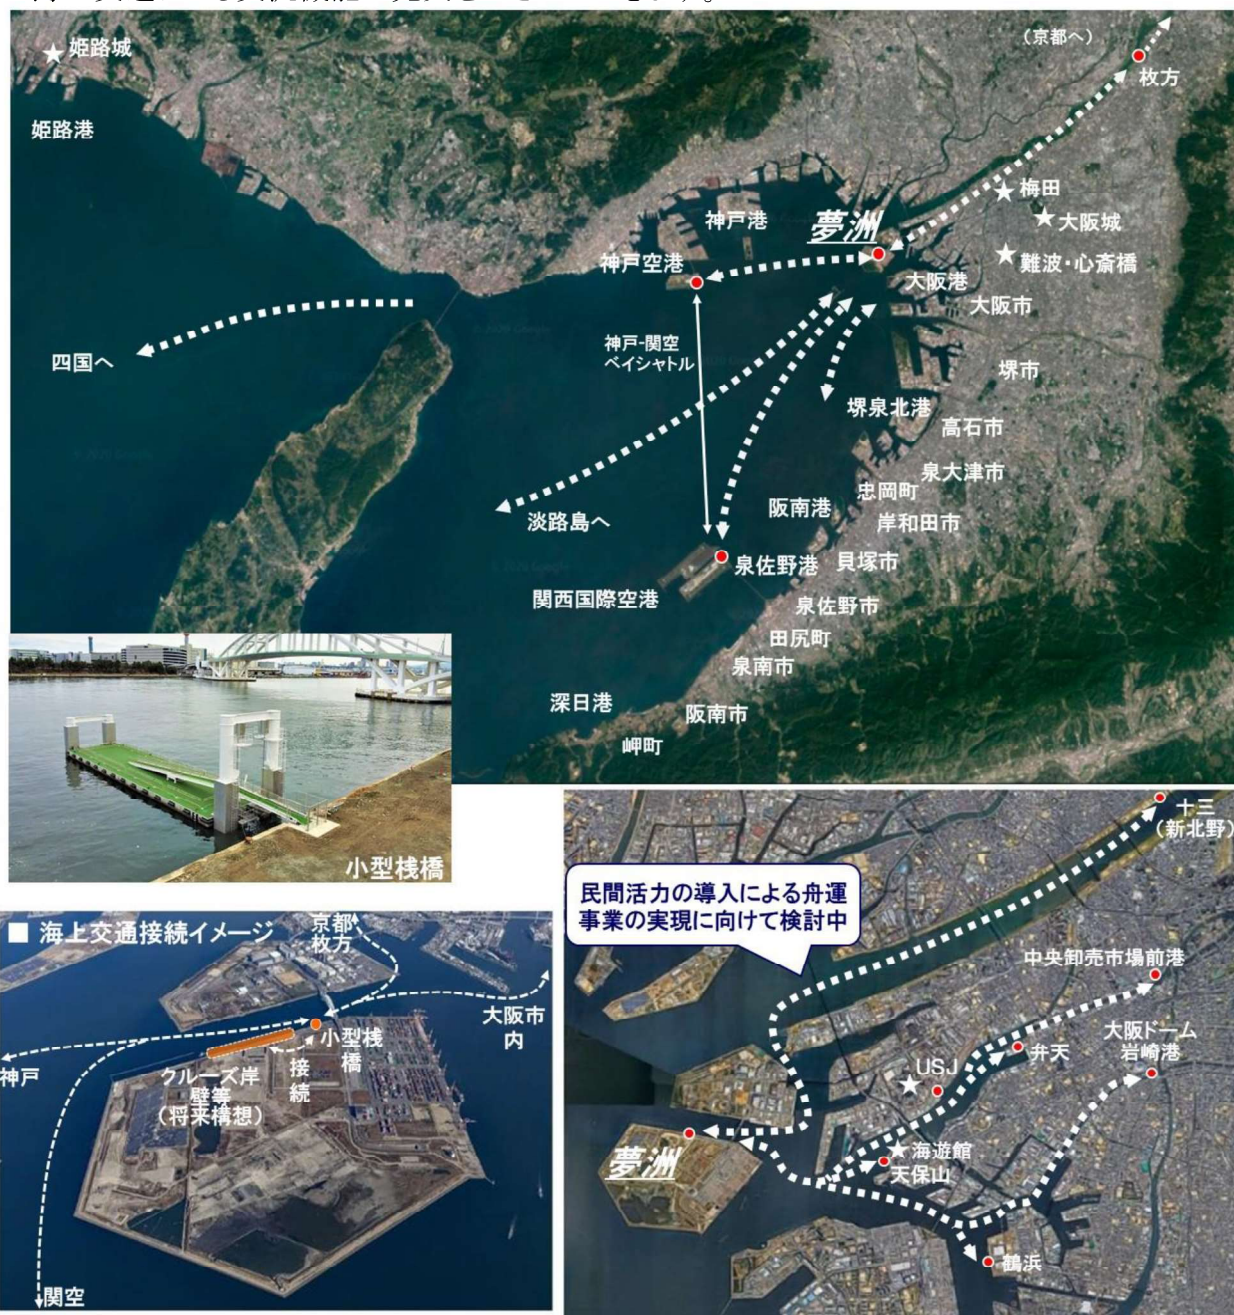 姫路城
姫路港
(京都へ)
枚方
梅田
大阪城
難波・心斎橋
神戸港
夢洲
神戸空港
大阪港
大阪市
四国へ
神戸-関空
ベイシャトル
堺市
堺泉北港
高石市
泉大津市
忠岡町
阪南港
岸和田市
淡路島へ
貝塚市
泉佐野港
関西国際空港
泉佐野市
田尻町
泉南市
深日港
阪南市
岬町
小型桟橋
■ 海上交通接続イメージ
京都
枚方
大阪市
内
小型桟
橋
接
続
クルーズ岸
壁等
(将来構想)
神戸
関空
民間活力の導入による舟運
事業の実現に向けて検討中
十三
(新北野)
中央卸売市場前港
大阪ドーム
岩崎港
弁天
USJ
海遊館
天保山
夢洲
鶴浜